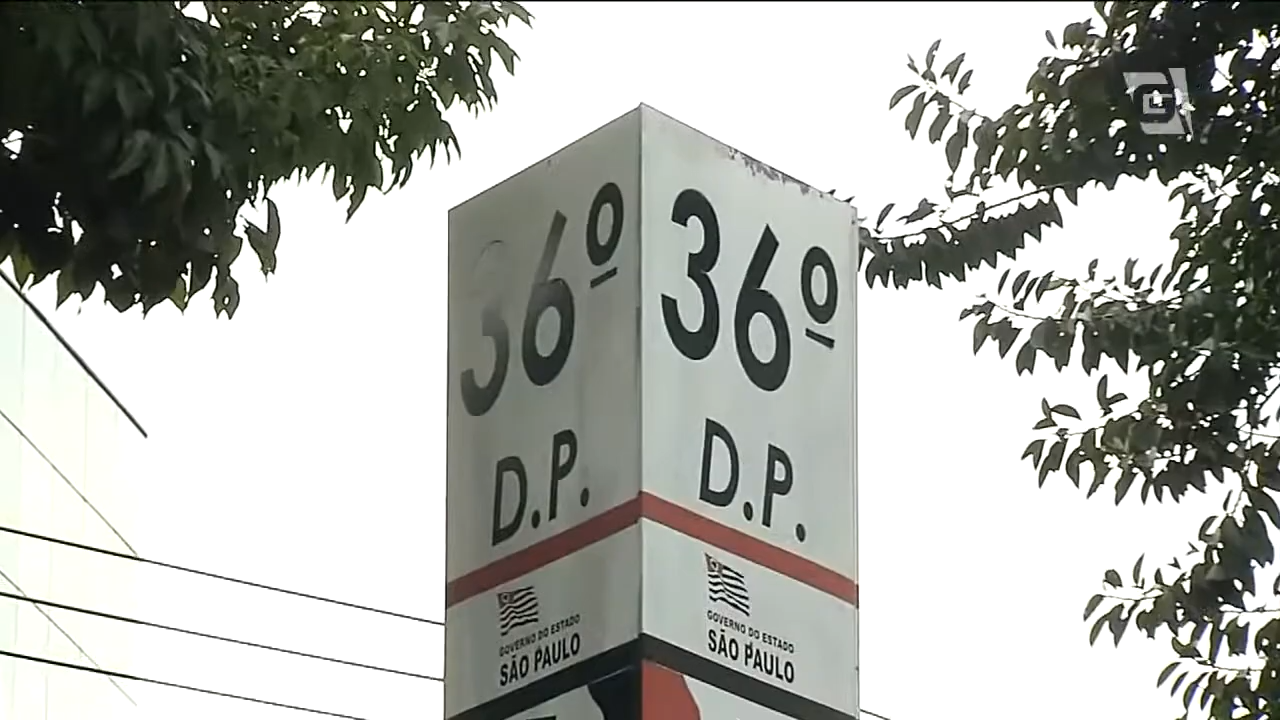 36º
D.P.
GOVERNO DO ESTADO
SÃO PAULO
36º
D.P.
GOVERNO DO ESTADO
SÃO PAULO